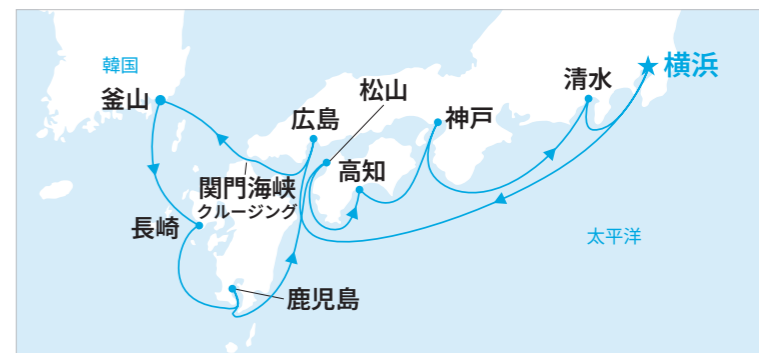 韓国
釜山
松山
広島
神戸
清水
横浜
高知
関門海峡
クルージング
長崎
太平洋
鹿児島